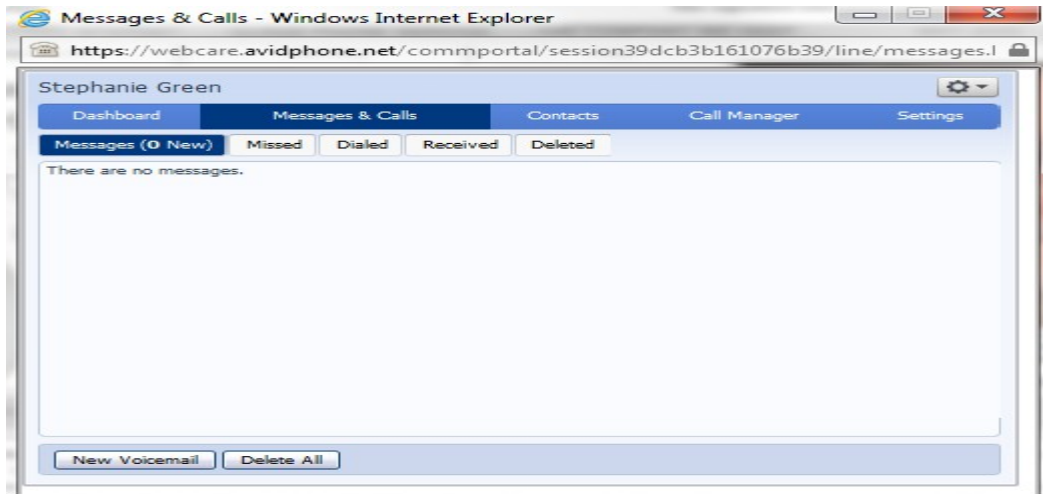 Messages & Calls - Windows Internet Explorer
https://webcare.avidphone.net/commportal/session39dcb3b161076b39/line/messages.l
Stephanie Green
Dashboard Messages & Calls Contacts Call Manager Settings
Messages (0 New) Missed Dialed Received Deleted
There are no messages.
New Voicemail Delete All